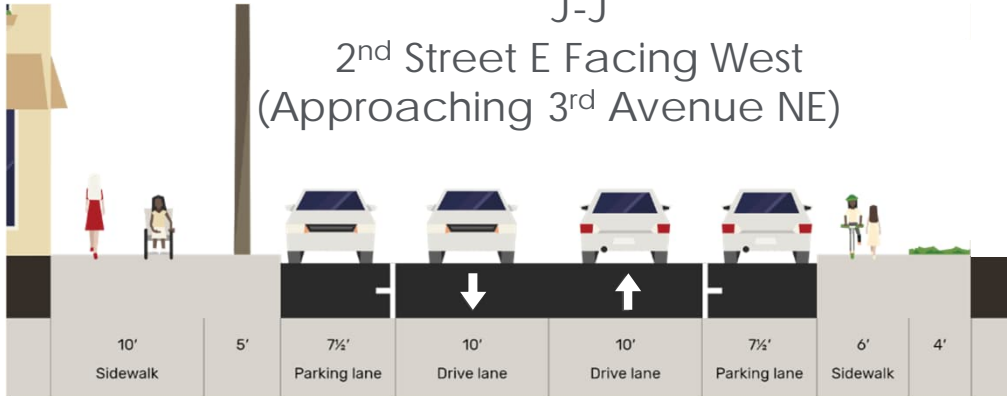 J-J
2nd Street E Facing West
(Approaching 3rd Avenue NE)
10' 5' 7½' 10' 10' 7½' 6' 4'
Sidewalk Parking lane Drive lane Drive lane Parking lane Sidewalk